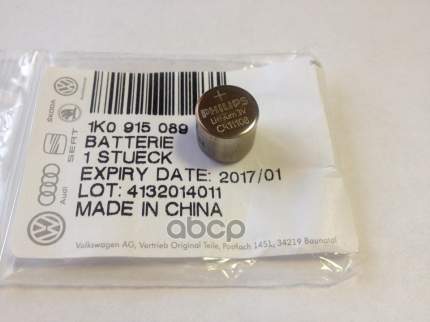 1K0 915 089
BATTERIE
1 STUECK
EXPIRY DATE: 2017/01
LOT: 4132014011
MADE IN CHINA
Volkswagen AG, Vertrieb Original Teile, Postfach 1451, 34219 Baunatal
ŠKODA
SEAT
Audi
+
PHILIPS
Lithium 3V
CR11108
abcp